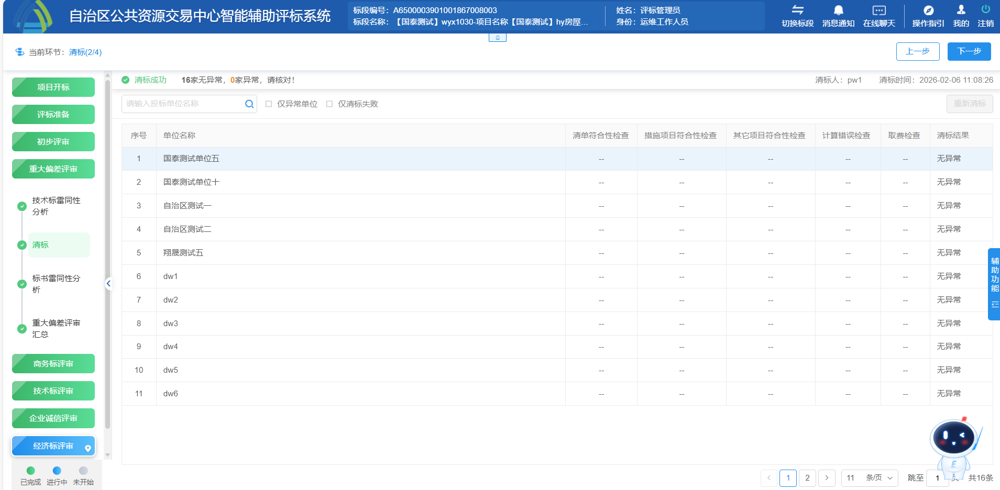 自治区公共资源交易中心智能辅助评标系统
标段编号：A6500003901001867008003
标段名称：【国泰测试】wyx1030-项目名称【国泰测试】hy房屋...
姓名：评标管理员
身份：运维工作人员
切换标段
消息通知
在线聊天
操作指引
我的
注销
当前环节：清标(2/4)
上一步
下一步
项目开标
评标准备
初步评审
重大偏差评审
技术标雷同性
分析
清标
标书雷同性分
析
重大偏差评审
汇总
商务标评审
技术标评审
企业诚信评审
经济标评审
已完成 进行中 未开始
清标成功 16家无异常，0家异常，请核对！
清标人：pw1 清标时间：2026-02-06 11:08:26
请输入投标单位名称
仅异常单位 仅清标失败
重新清标
序号 单位名称 清单符合性检查 措施项目符合性检查 其它项目符合性检查 计算错误检查 取费检查 清标结果
1 国泰测试单位五 -- -- -- -- -- 无异常
2 国泰测试单位十 -- -- -- -- -- 无异常
3 自治区测试一 -- -- -- -- -- 无异常
4 自治区测试二 -- -- -- -- -- 无异常
5 翔晟测试五 -- -- -- -- -- 无异常
6 dw1 -- -- -- -- -- 无异常
7 dw2 -- -- -- -- -- 无异常
8 dw3 -- -- -- -- -- 无异常
9 dw4 -- -- -- -- -- 无异常
10 dw5 -- -- -- -- -- 无异常
11 dw6 -- -- -- -- -- 无异常
辅助功能
E
1 2 11 条/页 跳至 1 页 共16条